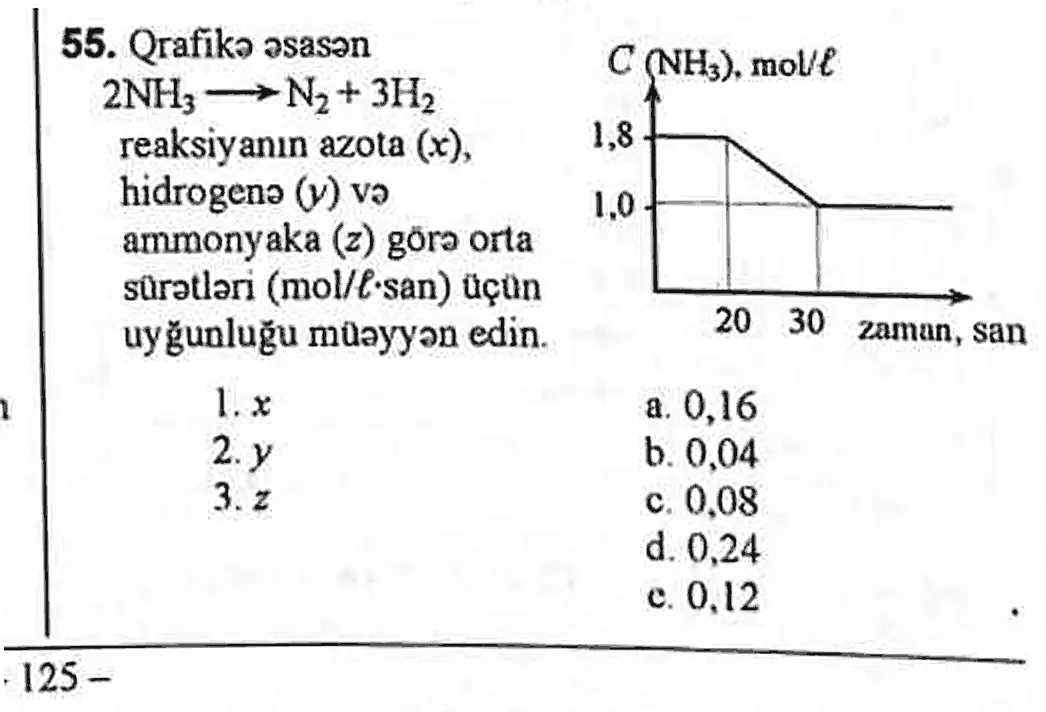 55. Qrafikə əsasən
2NH₃ ⟶ N₂ + 3H₂
reaksiyanın azota (x),
hidrogenə (y) və
ammonyaka (z) görə orta
sürətləri (mol/ℓ·san) üçün
uyğunluğu müəyyən edin.
C (NH₃), mol/ℓ
1,8
1,0
20 30 zaman, san
1. x
2. y
3. z
a. 0,16
b. 0,04
c. 0,08
d. 0,24
e. 0,12
125 –